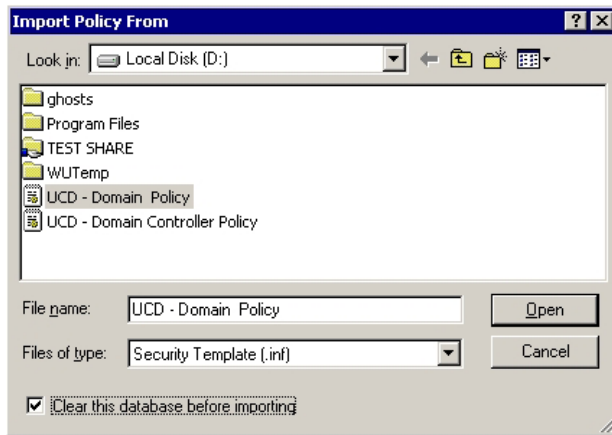 Import Policy From
Look in: Local Disk (D:)
ghosts
Program Files
TEST SHARE
WUTemp
UCD - Domain  Policy
UCD - Domain Controller Policy
File name: UCD - Domain  Policy Open
Files of type: Security Template (.inf) Cancel
Clear this database before importing